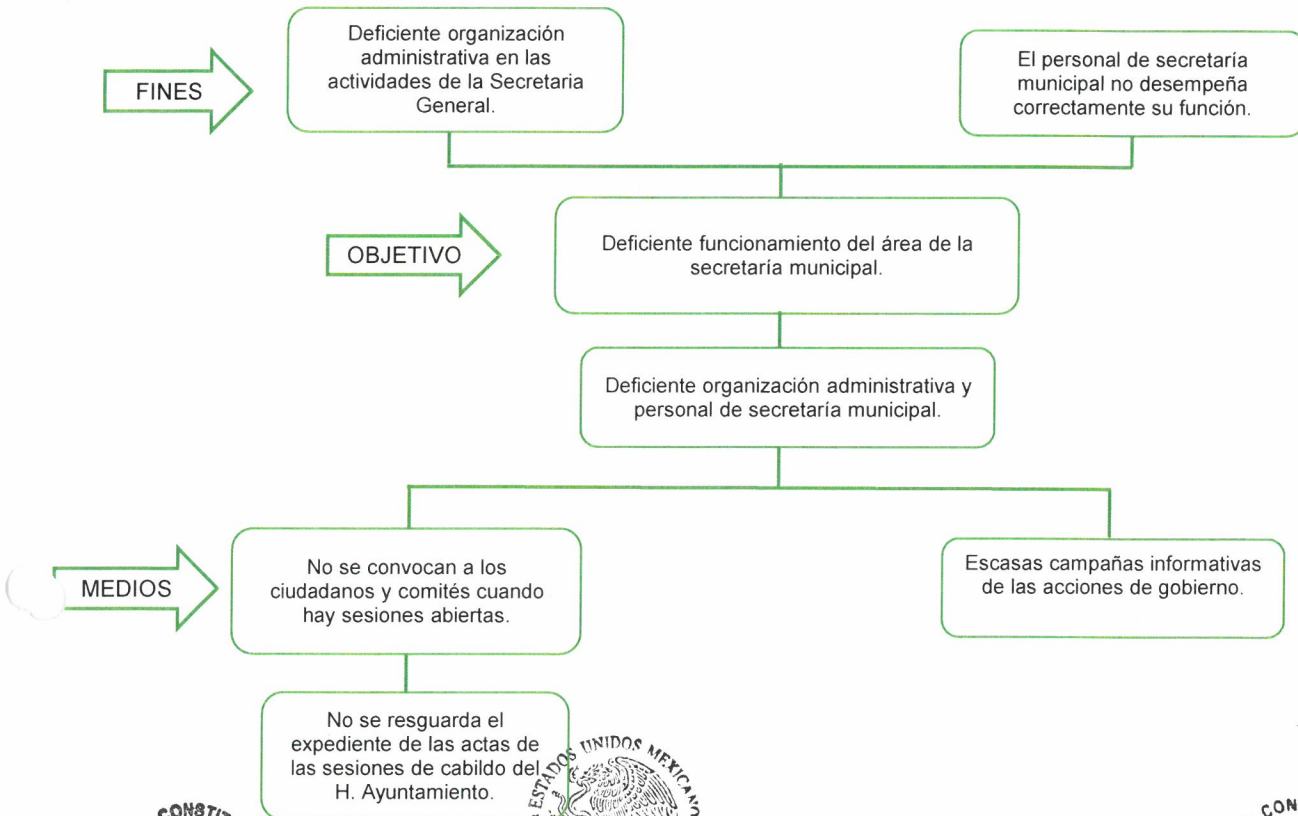 Deficiente organización
administrativa en las
actividades de la Secretaria
General.
El personal de secretaría
municipal no desempeña
correctamente su función.
FINES
Deficiente funcionamiento del área de la
secretaría municipal.
OBJETIVO
Deficiente organización administrativa y
personal de secretaría municipal.
No se convocan a los
ciudadanos y comités cuando
hay sesiones abiertas.
Escasas campañas informativas
de las acciones de gobierno.
MEDIOS
No se resguarda el
expediente de las actas de
las sesiones de cabildo del
H. Ayuntamiento.
ESTADOS UNIDOS MEXICANO